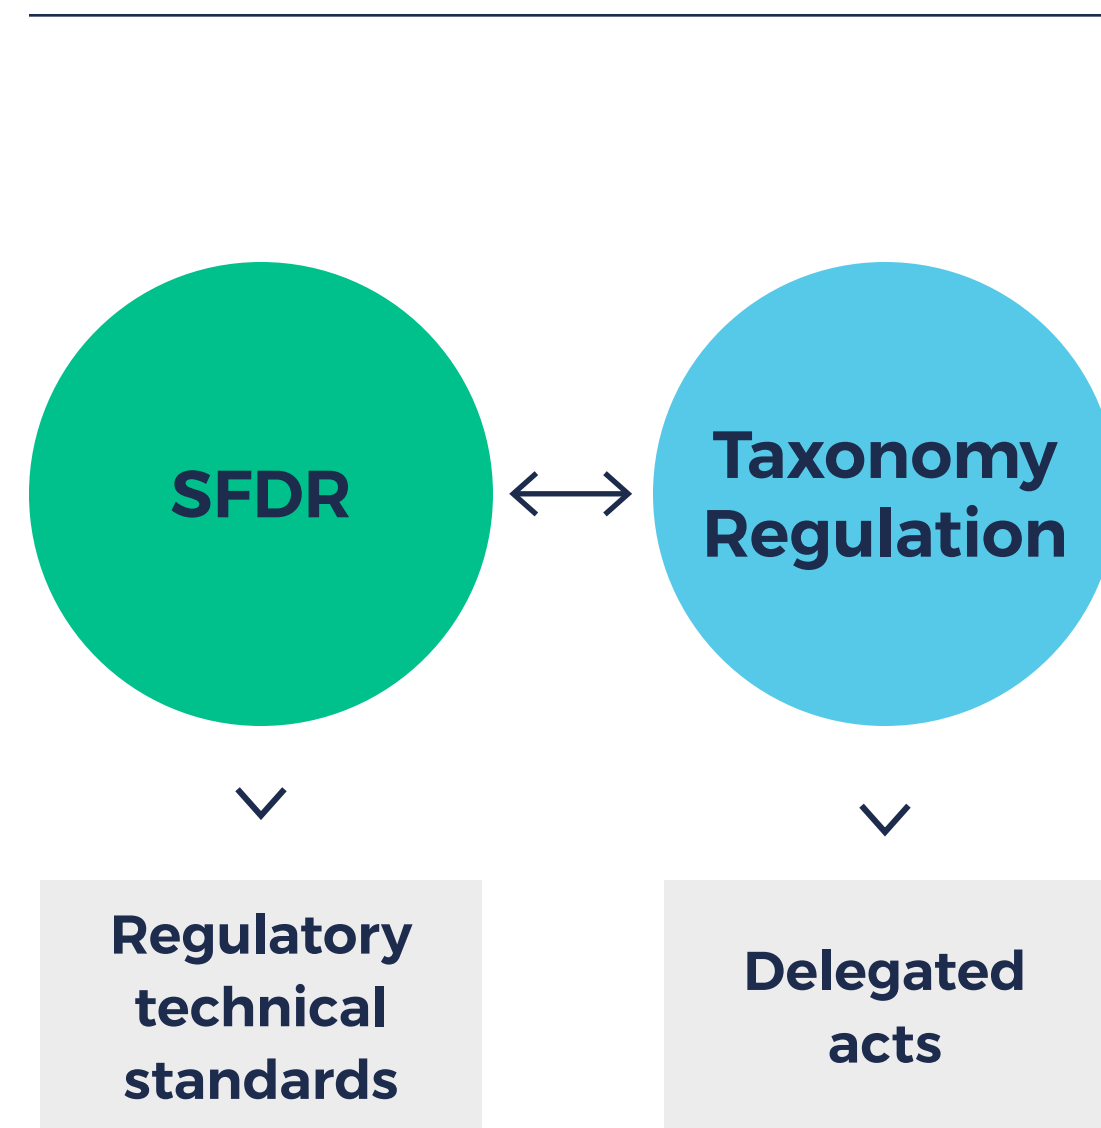 SFDR
Taxonomy
Regulation
Regulatory
technical
standards
Delegated
acts